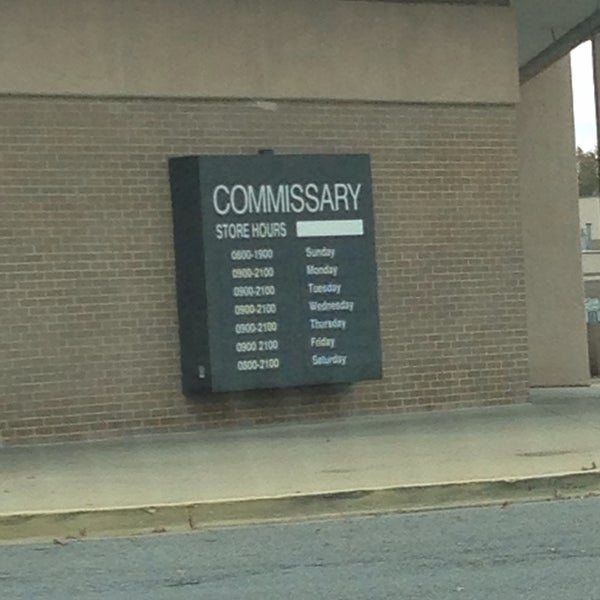 COMMISSARY
STORE HOURS
0800-1900 Sunday
0900-2100 Monday
0900-2100 Tuesday
0900-2100 Wednesday
0900-2100 Thursday
0900 2100 Friday
0800-2100 Saturday